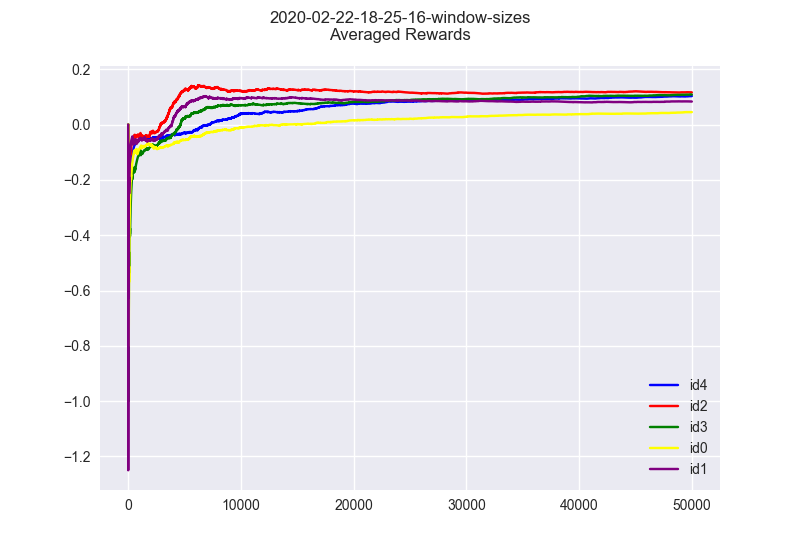 2020-02-22-18-25-16-window-sizes
Averaged Rewards
0.2
0.0
−0.2
−0.4
−0.6
−0.8
−1.0
−1.2
0
10000
20000
30000
40000
50000
id4
id2
id3
id0
id1